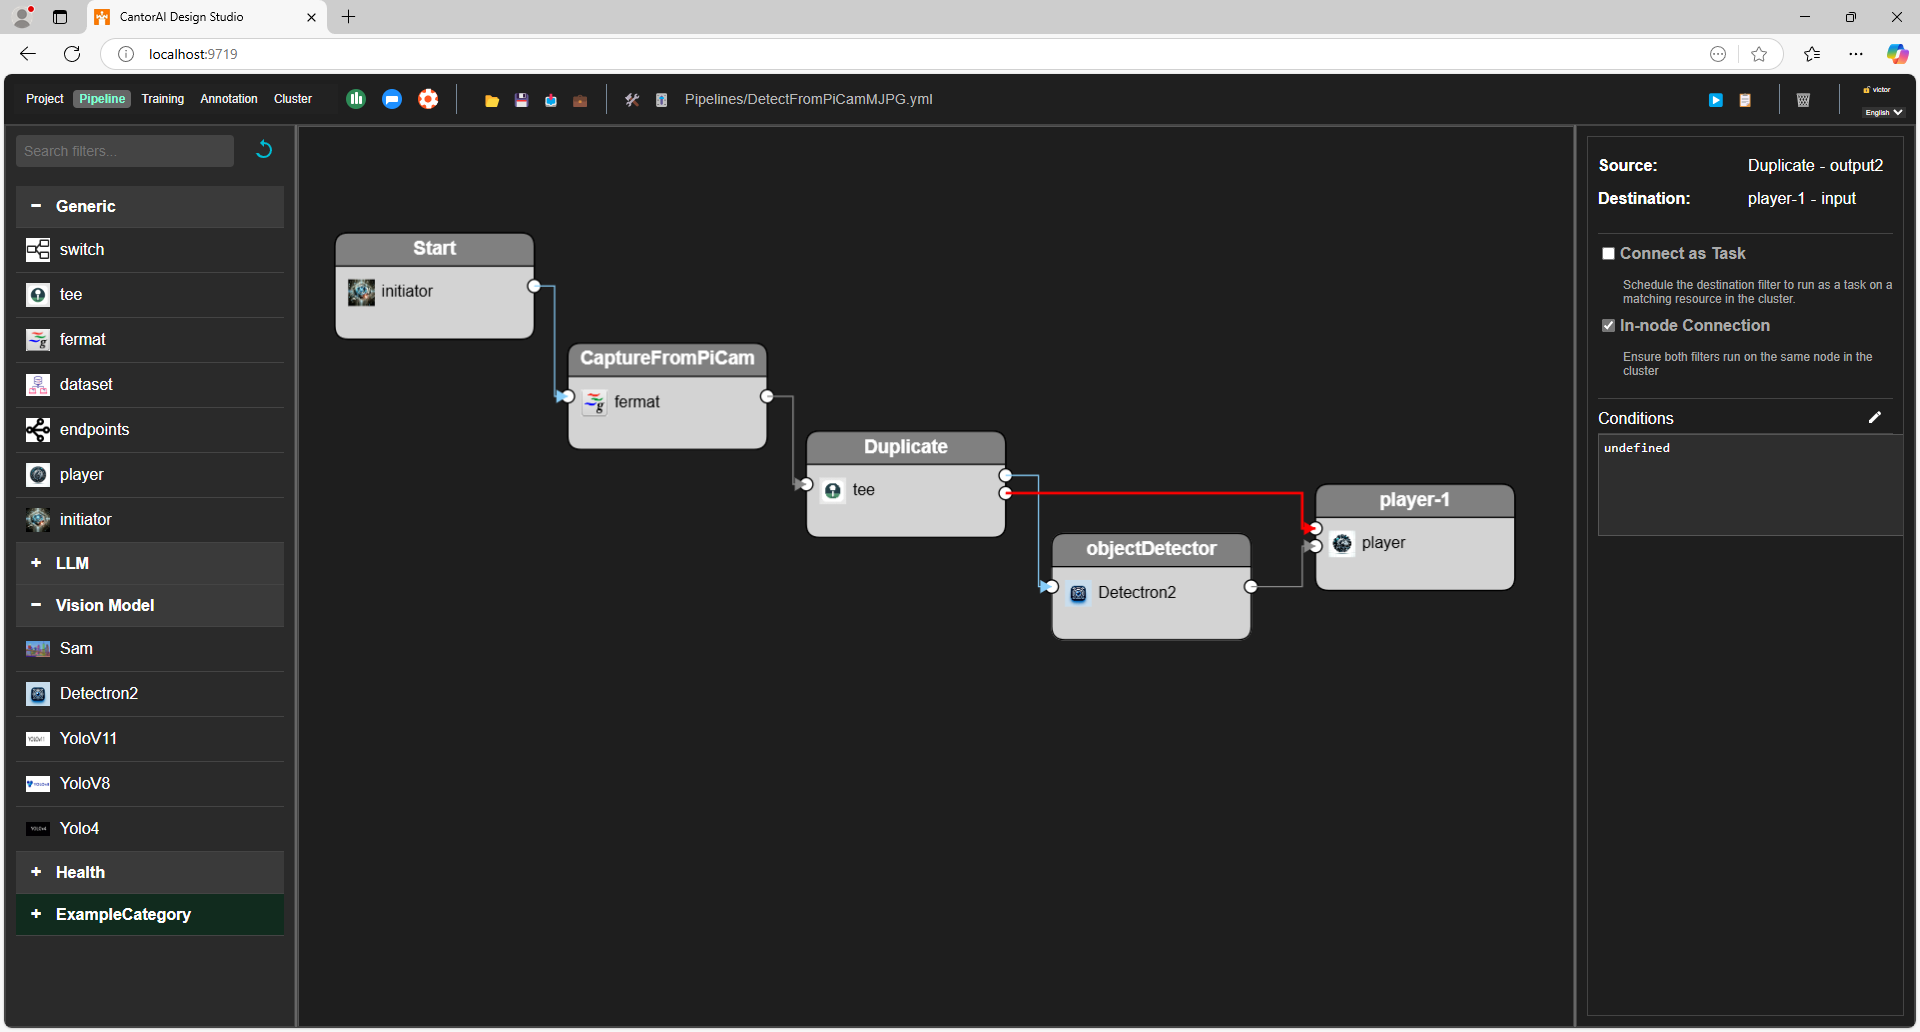 CantorAI Design Studio
localhost:9719
Project Pipeline Training Annotation Cluster
Pipelines/DetectFromPiCamMJPG.yml
victor
English
Search filters...
Generic
switch
tee
fermat
dataset
endpoints
player
initiator
LLM
Vision Model
Sam
Detectron2
YoloV11
YoloV8
Yolo4
Health
ExampleCategory
Start
initiator
CaptureFromPiCam
fermat
Duplicate
tee
objectDetector
Detectron2
player-1
player
Source: Duplicate - output2
Destination: player-1 - input
Connect as Task
Schedule the destination filter to run as a task on a
matching resource in the cluster.
In-node Connection
Ensure both filters run on the same node in the
cluster
Conditions
undefined